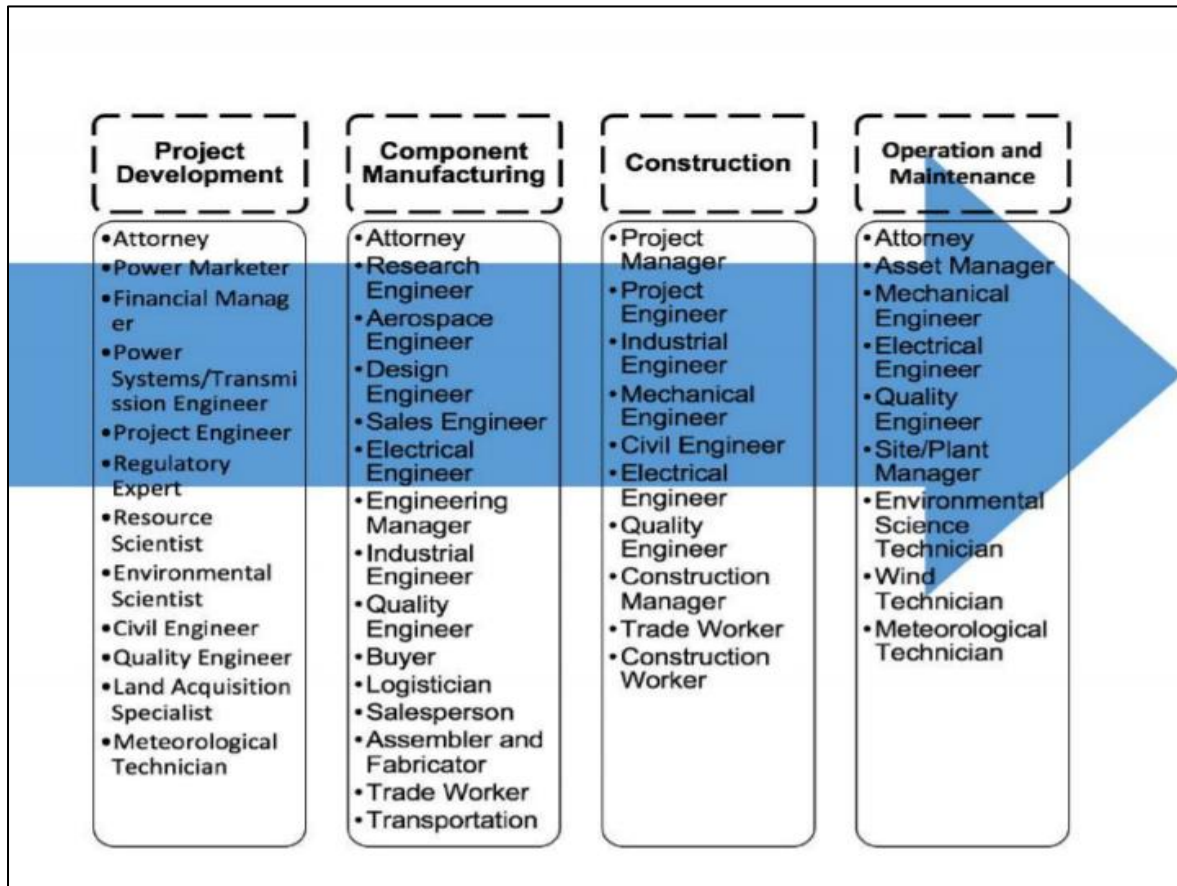 Project
Development
•Attorney
•Power Marketer
•Financial Manag
er
•Power
Systems/Transmi
ssion Engineer
•Project Engineer
•Regulatory
Expert
•Resource
Scientist
•Environmental
Scientist
•Civil Engineer
•Quality Engineer
•Land Acquisition
Specialist
•Meteorological
Technician
Component
Manufacturing
•Attorney
•Research
Engineer
•Aerospace
Engineer
•Design
Engineer
•Sales Engineer
•Electrical
Engineer
•Engineering
Manager
•Industrial
Engineer
•Quality
Engineer
•Buyer
•Logistician
•Salesperson
•Assembler and
Fabricator
•Trade Worker
•Transportation
Construction
•Project
Manager
•Project
Engineer
•Industrial
Engineer
•Mechanical
Engineer
•Civil Engineer
•Electrical
Engineer
•Quality
Engineer
•Construction
Manager
•Trade Worker
•Construction
Worker
Operation and
Maintenance
•Attorney
•Asset Manager
•Mechanical
Engineer
•Electrical
Engineer
•Quality
Engineer
•Site/Plant
Manager
•Environmental
Science
Technician
•Wind
Technician
•Meteorological
Technician